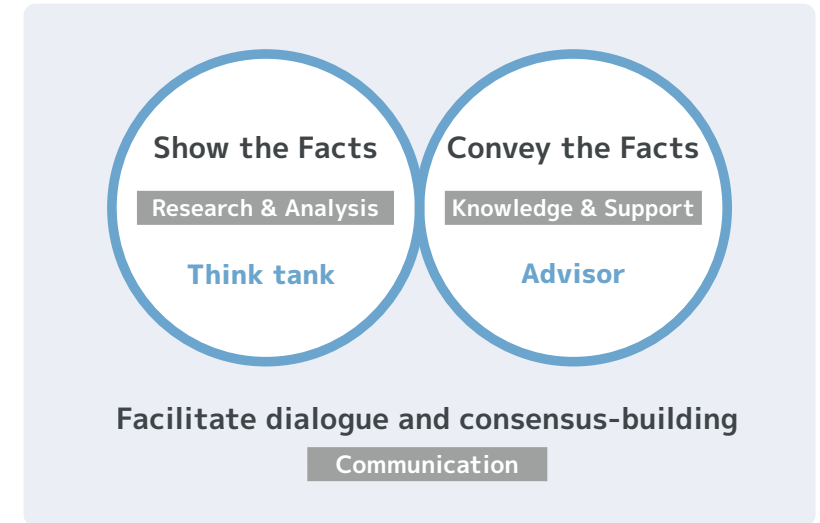 Show the Facts
Research & Analysis
Think tank
Convey the Facts
Knowledge & Support
Advisor
Facilitate dialogue and consensus-building
Communication